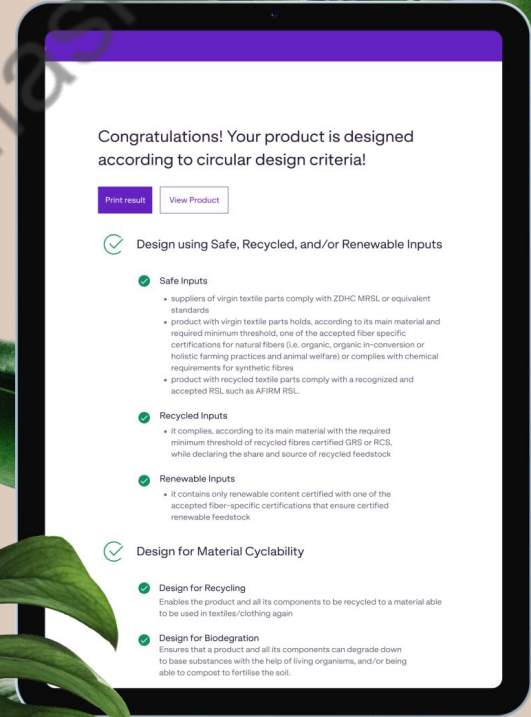 Congratulations! Your product is designed
according to circular design criteria!
Print result
View Product
Design using Safe, Recycled, and/or Renewable Inputs
Safe Inputs
• suppliers of virgin textile parts comply with ZDHC MRSL or equivalent
standards
• product with virgin textile parts holds, according to its main material and
required minimum threshold, one of the accepted fiber specific
certifications for natural fibers (i.e. organic, organic in-conversion or
holistic farming practices and animal welfare) or complies with chemical
requirements for synthetic fibres
• product with recycled textile parts comply with a recognized and
accepted RSL such as AFIRM RSL.
Recycled Inputs
• it complies, according to its main material with the required
minimum threshold of recycled fibres certified GRS or RCS,
while declaring the share and source of recycled feedstock
Renewable Inputs
• it contains only renewable content certified with one of the
accepted fiber-specific certifications that ensure certified
renewable feedstock
Design for Material Cyclability
Design for Recycling
Enables the product and all its components to be recycled to a material able
to be used in textiles/clothing again
Design for Biodegration
Ensures that a product and all its components can degrade down
to base substances with the help of living organisms, and/or being
able to compost to fertilise the soil.